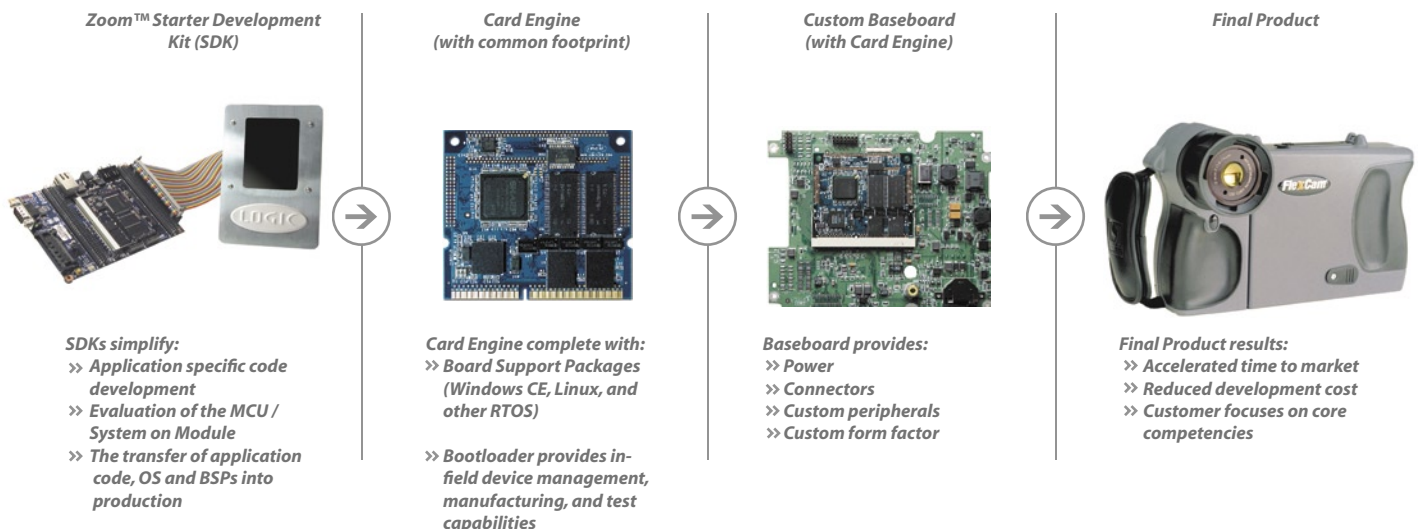 Zoom™ Starter Development
Kit (SDK)
LOGIC
SDKs simplify:
>> Application specific code
development
>> Evaluation of the MCU /
System on Module
>> The transfer of application
code, OS and BSPs into
production
Card Engine
(with common footprint)
Card Engine complete with:
>> Board Support Packages
(Windows CE, Linux, and
other RTOS)
>> Bootloader provides in-
field device management,
manufacturing, and test
capabilities
Custom Baseboard
(with Card Engine)
Baseboard provides:
>> Power
>> Connectors
>> Custom peripherals
>> Custom form factor
Final Product
FlexCam
Final Product results:
>> Accelerated time to market
>> Reduced development cost
>> Customer focuses on core
competencies